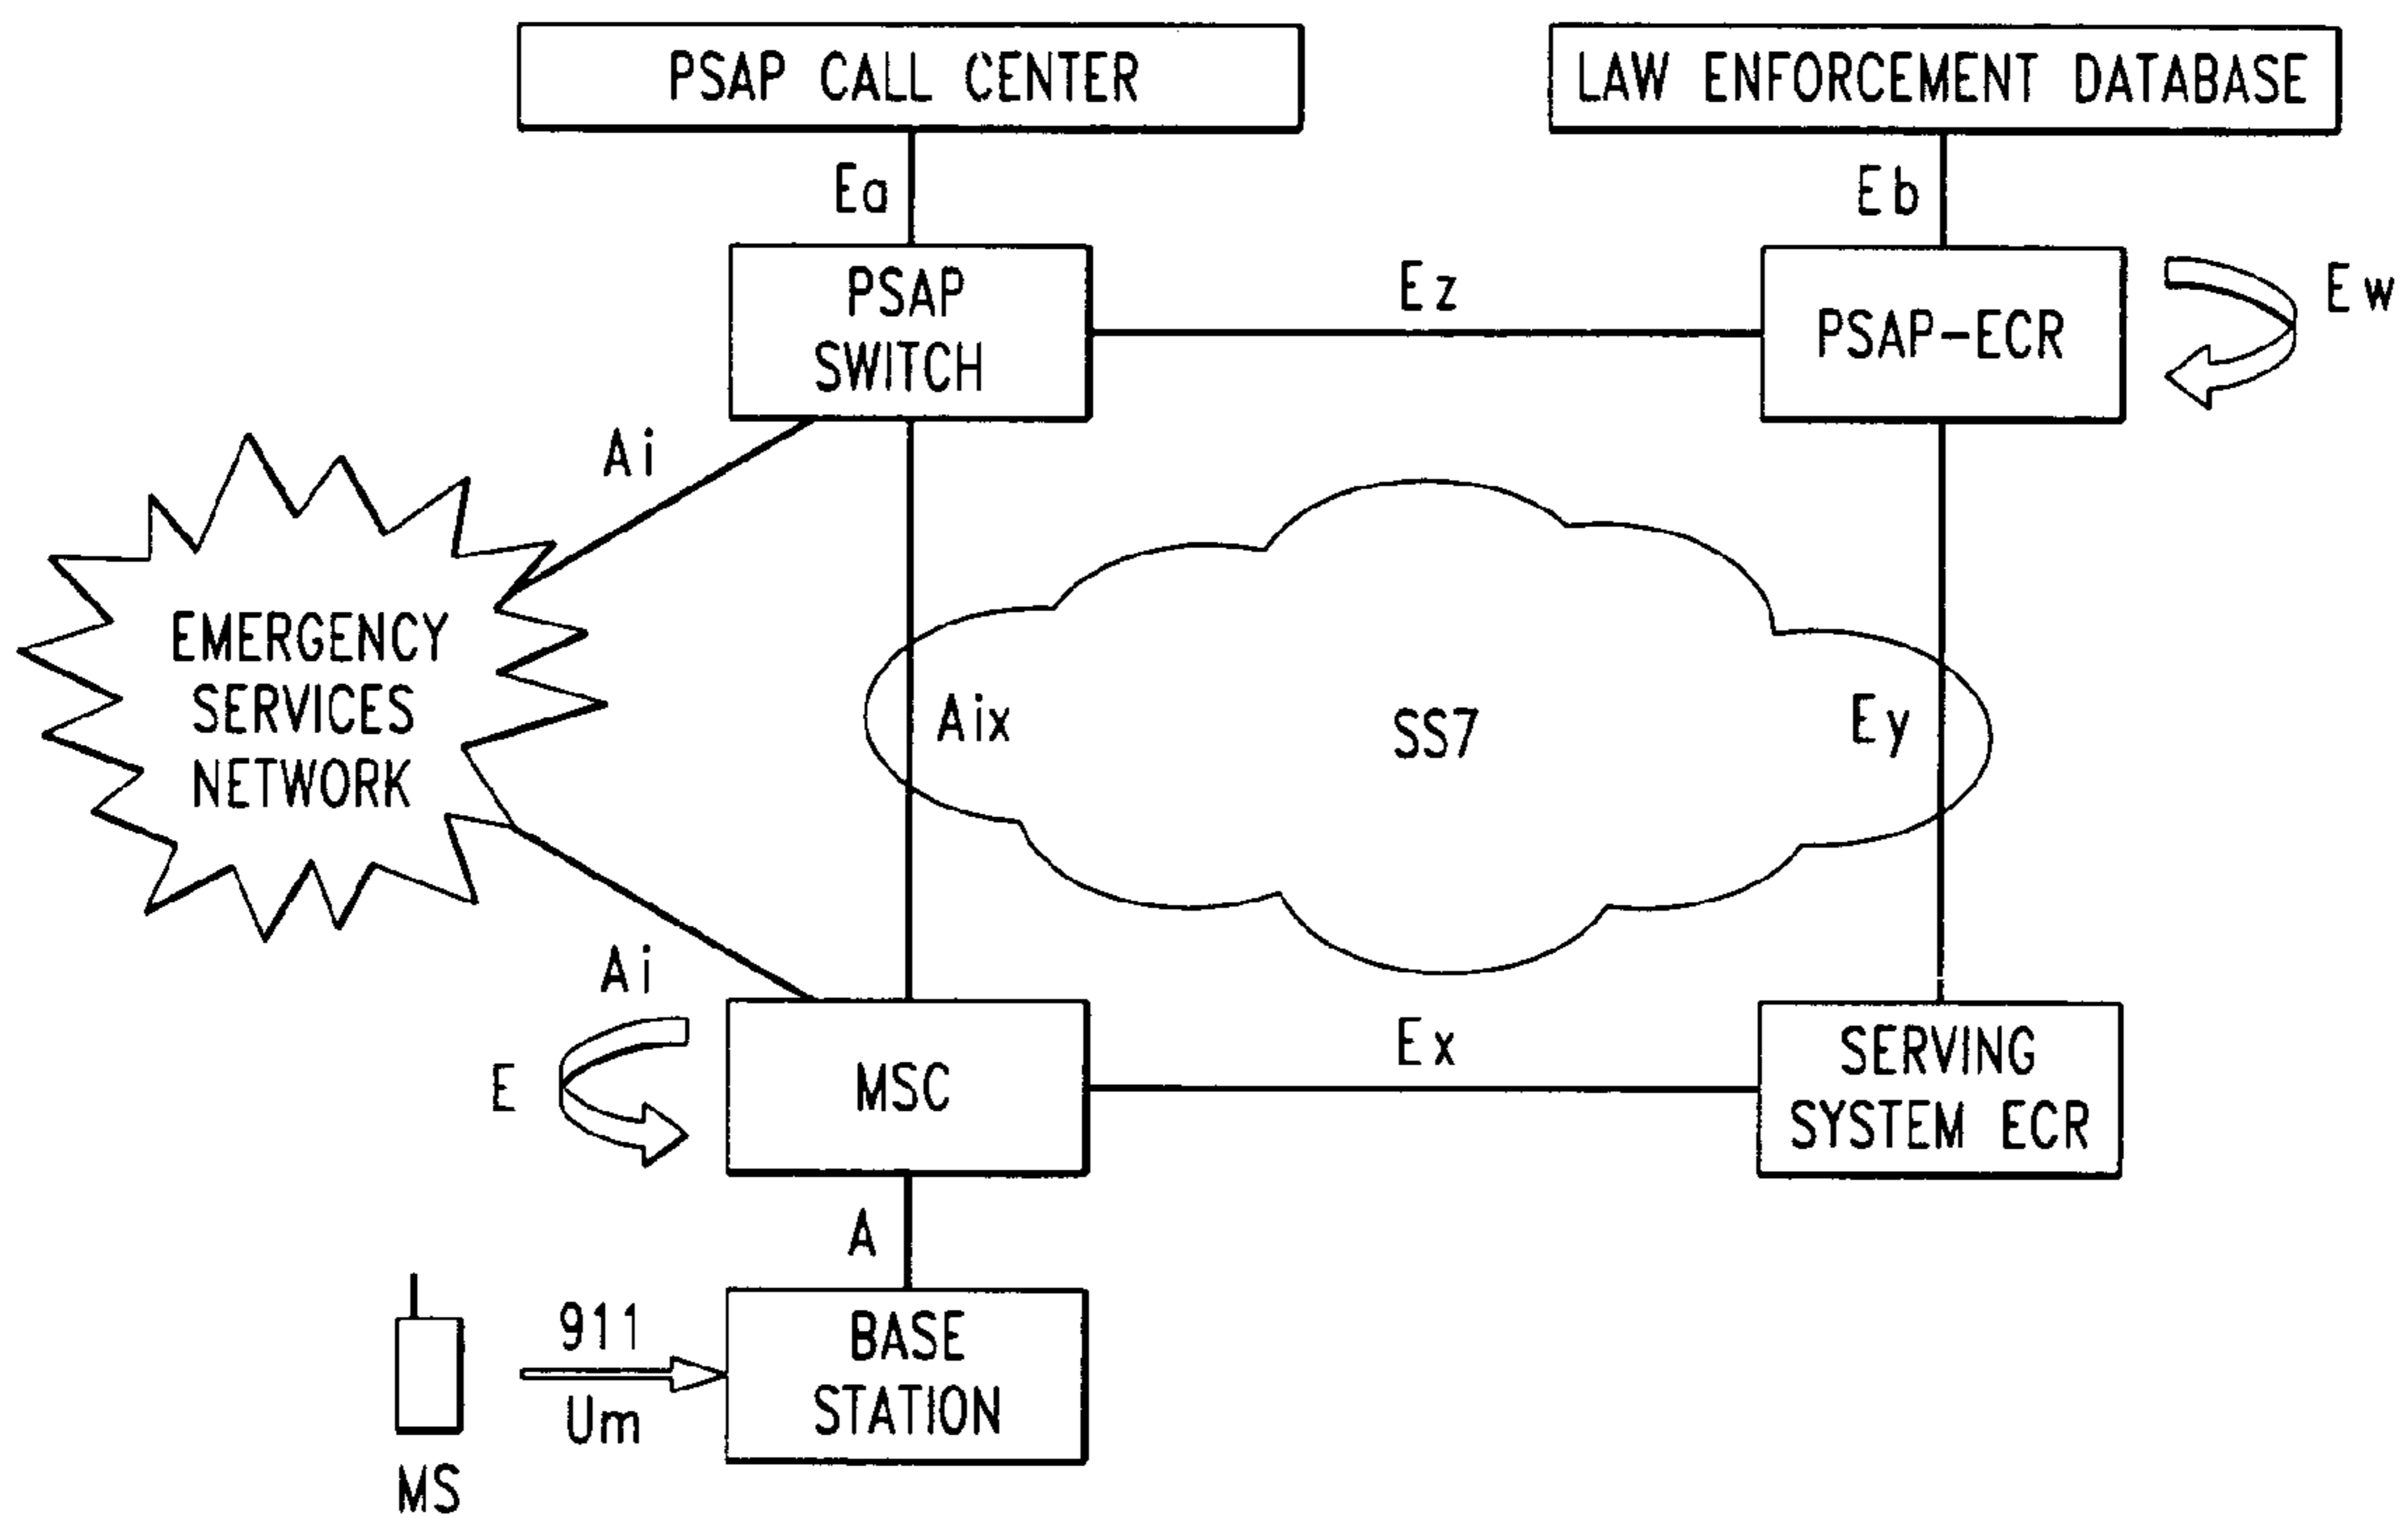 PSAP CALL CENTER
LAW ENFORCEMENT DATABASE
Ea
Eb
PSAP
SWITCH
Ez
PSAP-ECR
Ew
Ai
EMERGENCY
SERVICES
NETWORK
Aix
SS7
Ey
Ai
E
MSC
Ex
SERVING
SYSTEM ECR
A
911
Um
BASE
STATION
MS